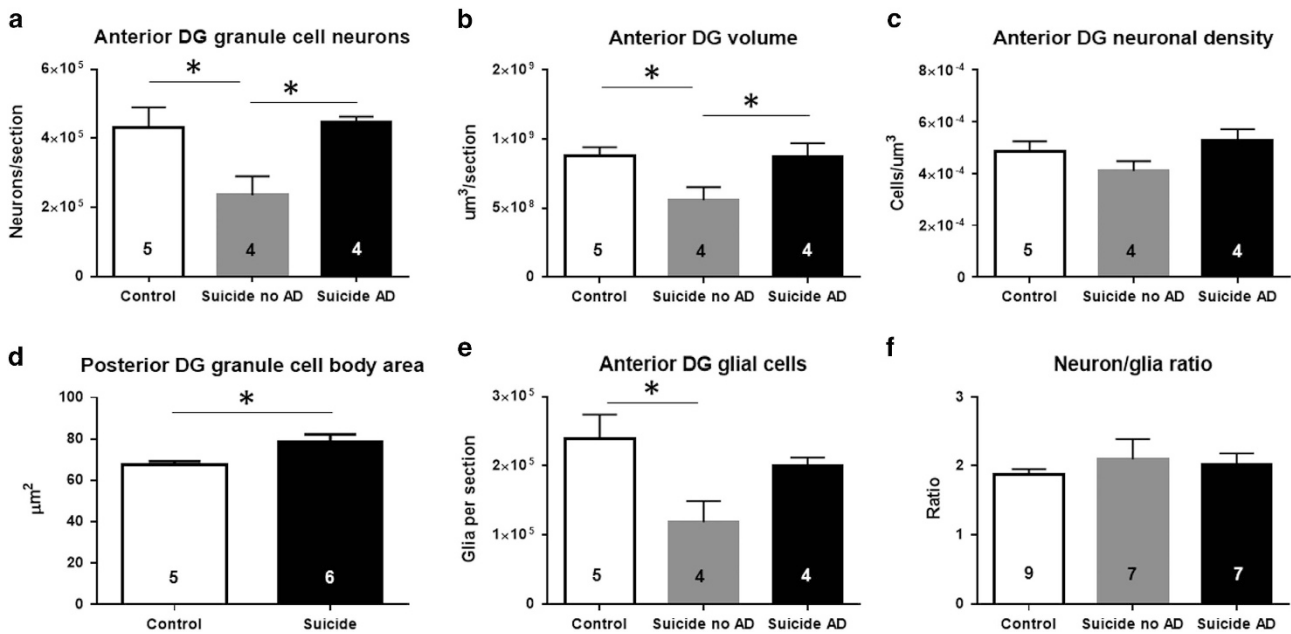 a
Anterior DG granule cell neurons
Neurons/section
6×10⁵
4×10⁵
2×10⁵
0
*
*
5
4
4
Control
Suicide no AD
Suicide AD
b
Anterior DG volume
um³/section
2×10⁹
1×10⁹
5×10⁸
0
*
*
5
4
4
Control
Suicide no AD
Suicide AD
c
Anterior DG neuronal density
Cells/um³
8×10⁻⁴
6×10⁻⁴
4×10⁻⁴
2×10⁻⁴
0
5
4
4
Control
Suicide no AD
Suicide AD
d
Posterior DG granule cell body area
µm²
100
80
60
40
20
0
*
5
6
Control
Suicide
e
Anterior DG glial cells
Glia per section
3×10⁵
2×10⁵
1×10⁵
0
*
5
4
4
Control
Suicide no AD
Suicide AD
f
Neuron/glia ratio
Ratio
3
2
1
0
9
7
7
Control
Suicide no AD
Suicide AD